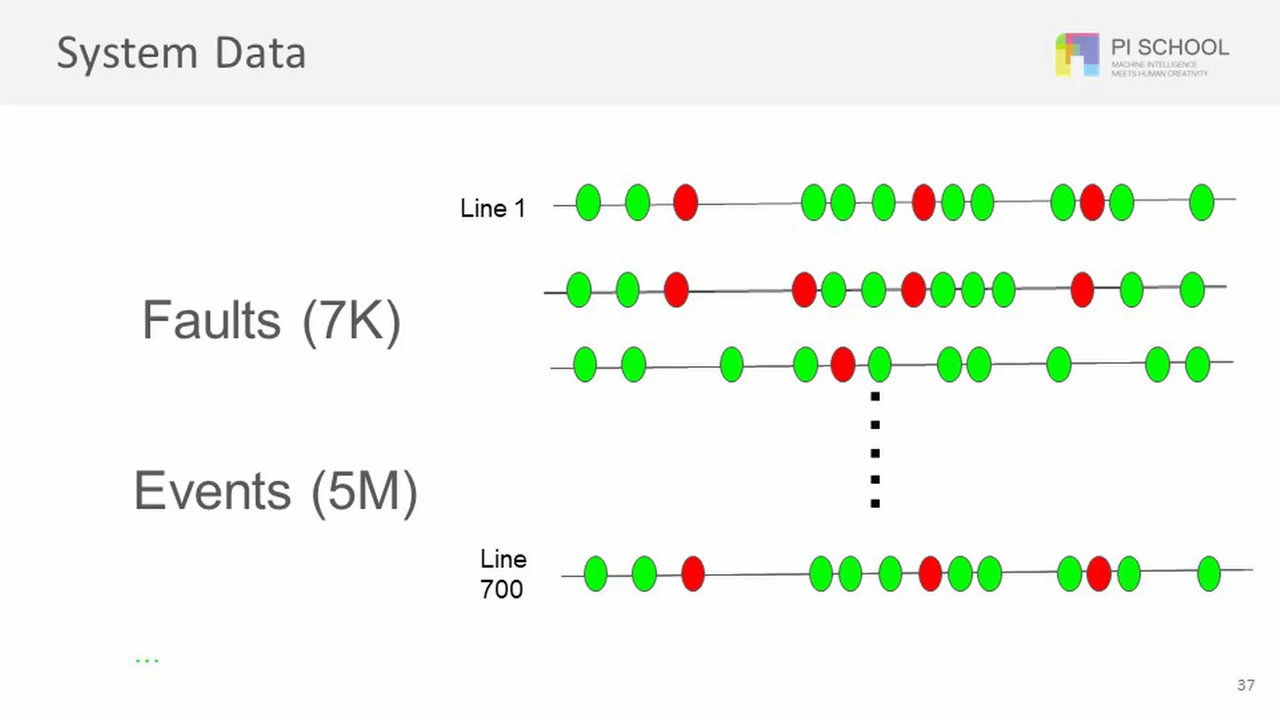 System Data
PI SCHOOL
MACHINE INTELLIGENCE
MEETS HUMAN CREATIVITY
Line 1
Faults (7K)
Events (5M)
Line
700
...
37